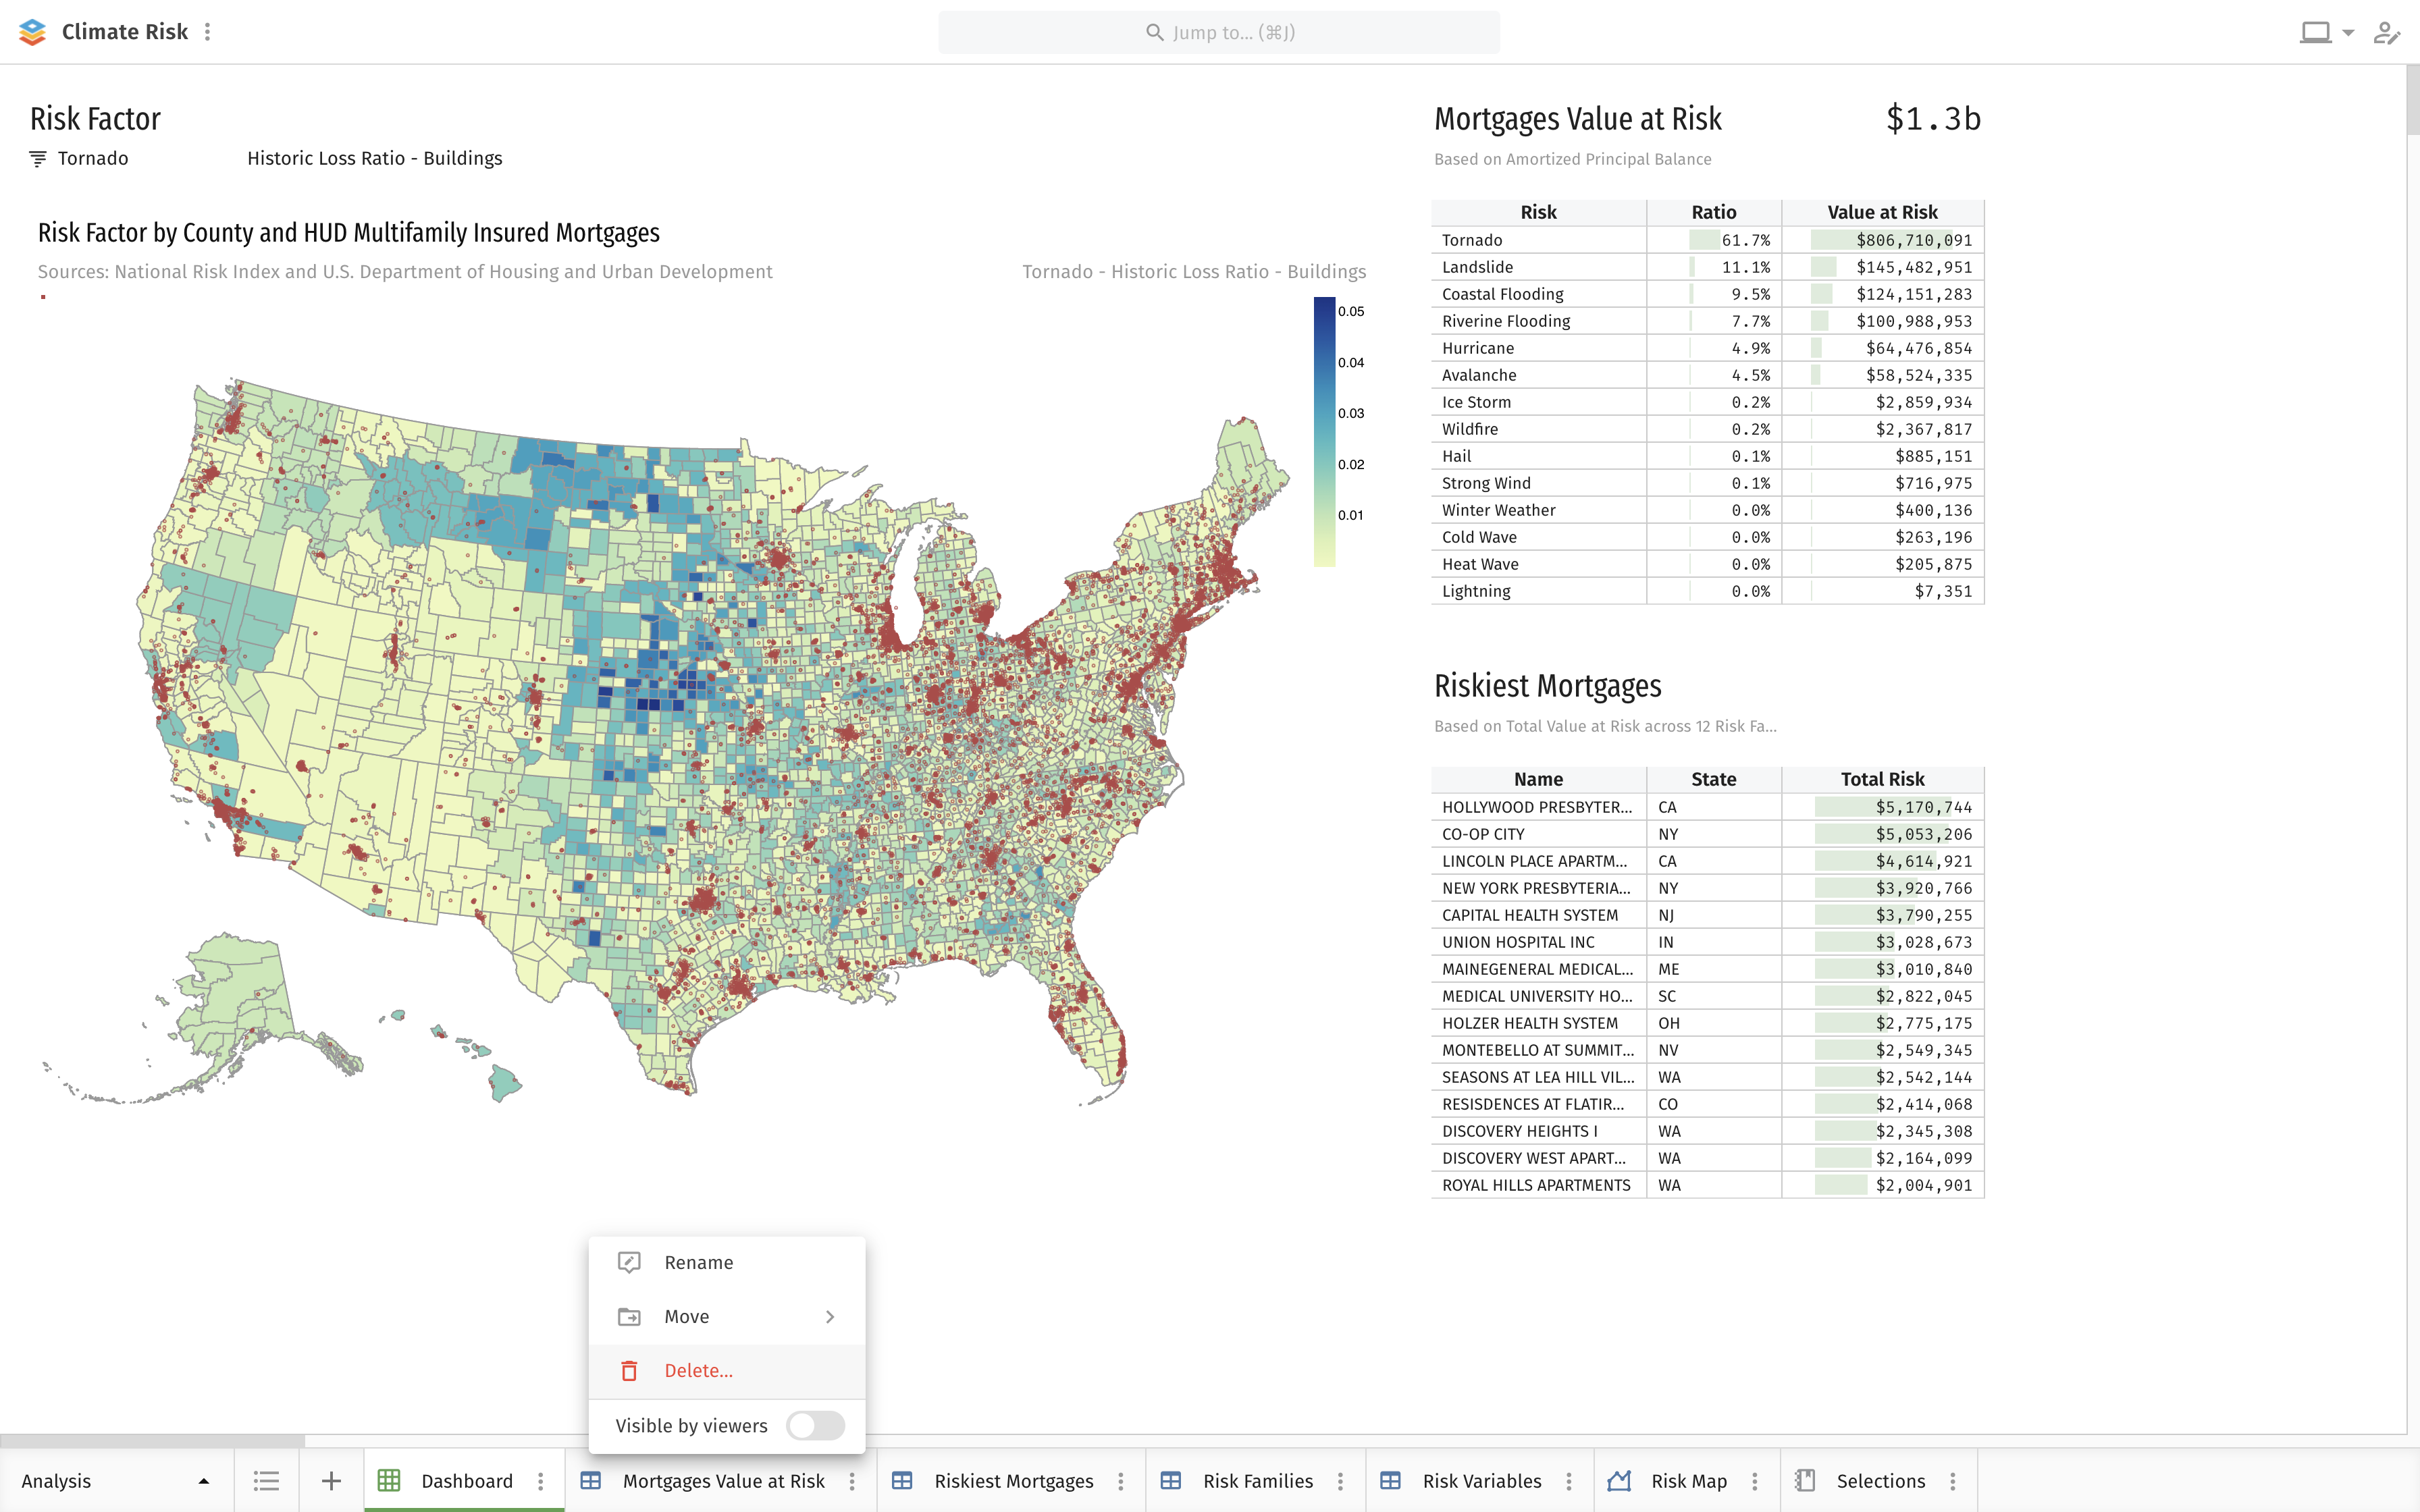 Climate Risk
Jump to... (⌘J)
Risk Factor
Tornado
Historic Loss Ratio - Buildings
Risk Factor by County and HUD Multifamily Insured Mortgages
Sources: National Risk Index and U.S. Department of Housing and Urban Development
Tornado - Historic Loss Ratio - Buildings
0.05
0.04
0.03
0.02
0.01
Mortgages Value at Risk $1.3b
Based on Amortized Principal Balance
Risk Ratio Value at Risk
Tornado 61.7% $806,710,091
Landslide 11.1% $145,482,951
Coastal Flooding 9.5% $124,151,283
Riverine Flooding 7.7% $100,988,953
Hurricane 4.9% $64,476,854
Avalanche 4.5% $58,524,335
Ice Storm 0.2% $2,859,934
Wildfire 0.2% $2,367,817
Hail 0.1% $885,151
Strong Wind 0.1% $716,975
Winter Weather 0.0% $400,136
Cold Wave 0.0% $263,196
Heat Wave 0.0% $205,875
Lightning 0.0% $7,351
Riskiest Mortgages
Based on Total Value at Risk across 12 Risk Fa...
Name State Total Risk
HOLLYWOOD PRESBYTER... CA $5,170,744
CO-OP CITY NY $5,053,206
LINCOLN PLACE APARTM... CA $4,614,921
NEW YORK PRESBYTERIA... NY $3,920,766
CAPITAL HEALTH SYSTEM NJ $3,790,255
UNION HOSPITAL INC IN $3,028,673
MAINEGENERAL MEDICAL... ME $3,010,840
MEDICAL UNIVERSITY HO... SC $2,822,045
HOLZER HEALTH SYSTEM OH $2,775,175
MONTEBELLO AT SUMMIT... NV $2,549,345
SEASONS AT LEA HILL VIL... WA $2,542,144
RESISDENCES AT FLATIR... CO $2,414,068
DISCOVERY HEIGHTS I WA $2,345,308
DISCOVERY WEST APART... WA $2,164,099
ROYAL HILLS APARTMENTS WA $2,004,901
Rename
Move
Delete...
Visible by viewers
Analysis
Dashboard
Mortgages Value at Risk
Riskiest Mortgages
Risk Families
Risk Variables
Risk Map
Selections